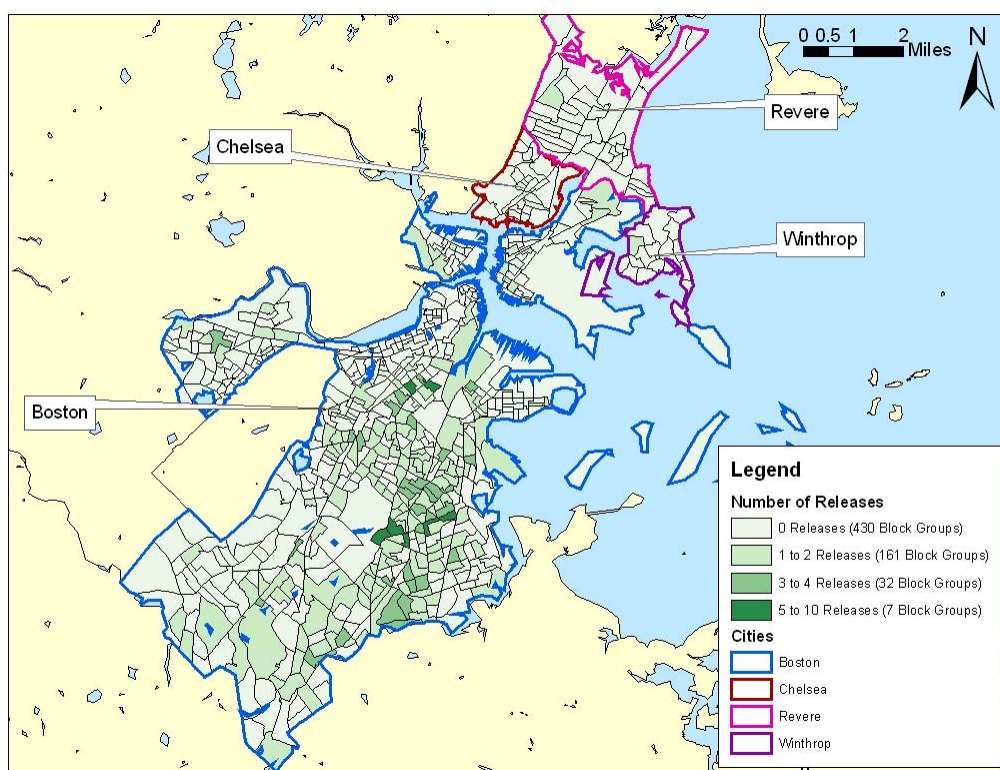 0 0.5 1 2
Miles
N
Revere
Chelsea
Winthrop
Boston
Legend
Number of Releases
0 Releases (430 Block Groups)
1 to 2 Releases (161 Block Groups)
3 to 4 Releases (32 Block Groups)
5 to 10 Releases (7 Block Groups)
Cities
Boston
Chelsea
Revere
Winthrop